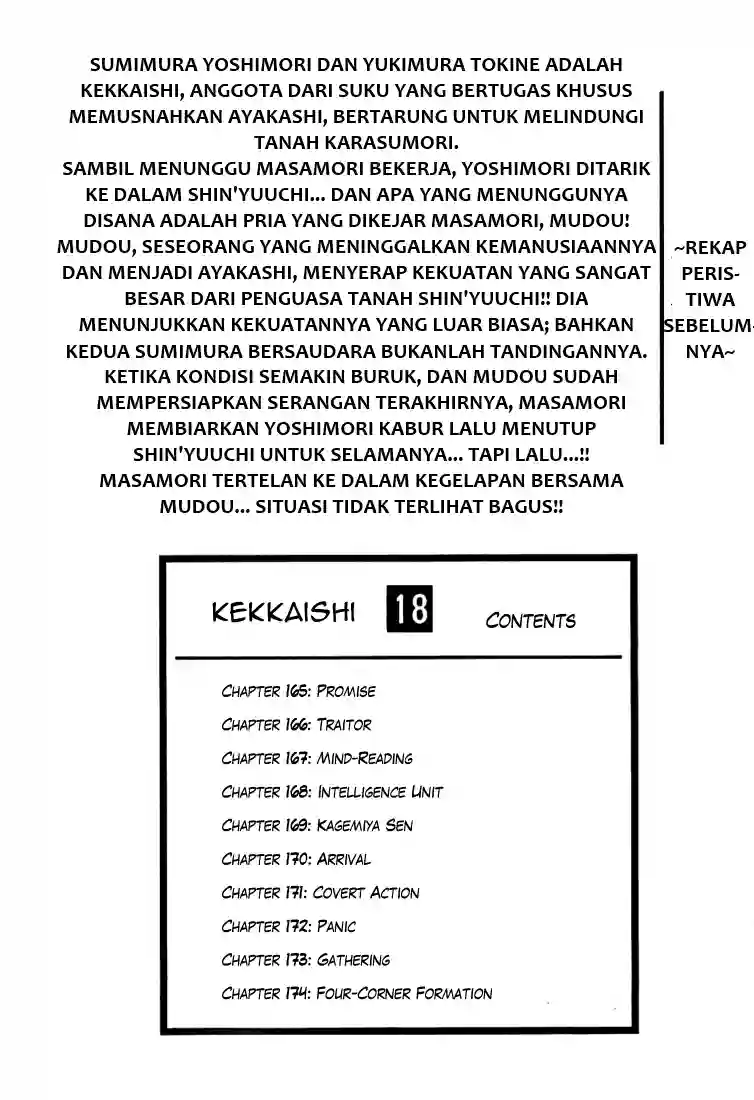 SUMIMURA YOSHIMORI DAN YUKIMURA TOKINE ADALAH
KEKKAISHI, ANGGOTA DARI SUKU YANG BERTUGAS KHUSUS
MEMUSNAHKAN AYAKASHI, BERTARUNG UNTUK MELINDUNGI
TANAH KARASUMORI.
SAMBIL MENUNGGU MASAMORI BEKERJA, YOSHIMORI DITARIK
KE DALAM SHIN'YUUCHI... DAN APA YANG MENUNGGUNYA
DISANA ADALAH PRIA YANG DIKEJAR MASAMORI, MUDOU!
MUDOU, SESEORANG YANG MENINGGALKAN KEMANUSIAANNYA
DAN MENJADI AYAKASHI, MENYERAP KEKUATAN YANG SANGAT
BESAR DARI PENGUASA TANAH SHIN'YUUCHI!! DIA
MENUNJUKKAN KEKUATANNYA YANG LUAR BIASA; BAHKAN
KEDUA SUMIMURA BERSAUDARA BUKANLAH TANDINGANNYA.
KETIKA KONDISI SEMAKIN BURUK, DAN MUDOU SUDAH
MEMPERSIAPKAN SERANGAN TERAKHIRNYA, MASAMORI
MEMBIARKAN YOSHIMORI KABUR LALU MENUTUP
SHIN'YUUCHI UNTUK SELAMANYA... TAPI LALU...!!
MASAMORI TERTELAN KE DALAM KEGELAPAN BERSAMA
MUDOU... SITUASI TIDAK TERLIHAT BAGUS!!
~REKAP
PERIS-
TIWA
SEBELUM-
NYA~
KEKKAISHI 18 CONTENTS
CHAPTER 165: PROMISE
CHAPTER 166: TRAITOR
CHAPTER 167: MIND-READING
CHAPTER 168: INTELLIGENCE UNIT
CHAPTER 169: KAGEMIYA SEN
CHAPTER 170: ARRIVAL
CHAPTER 171: COVERT ACTION
CHAPTER 172: PANIC
CHAPTER 173: GATHERING
CHAPTER 174: FOUR-CORNER FORMATION